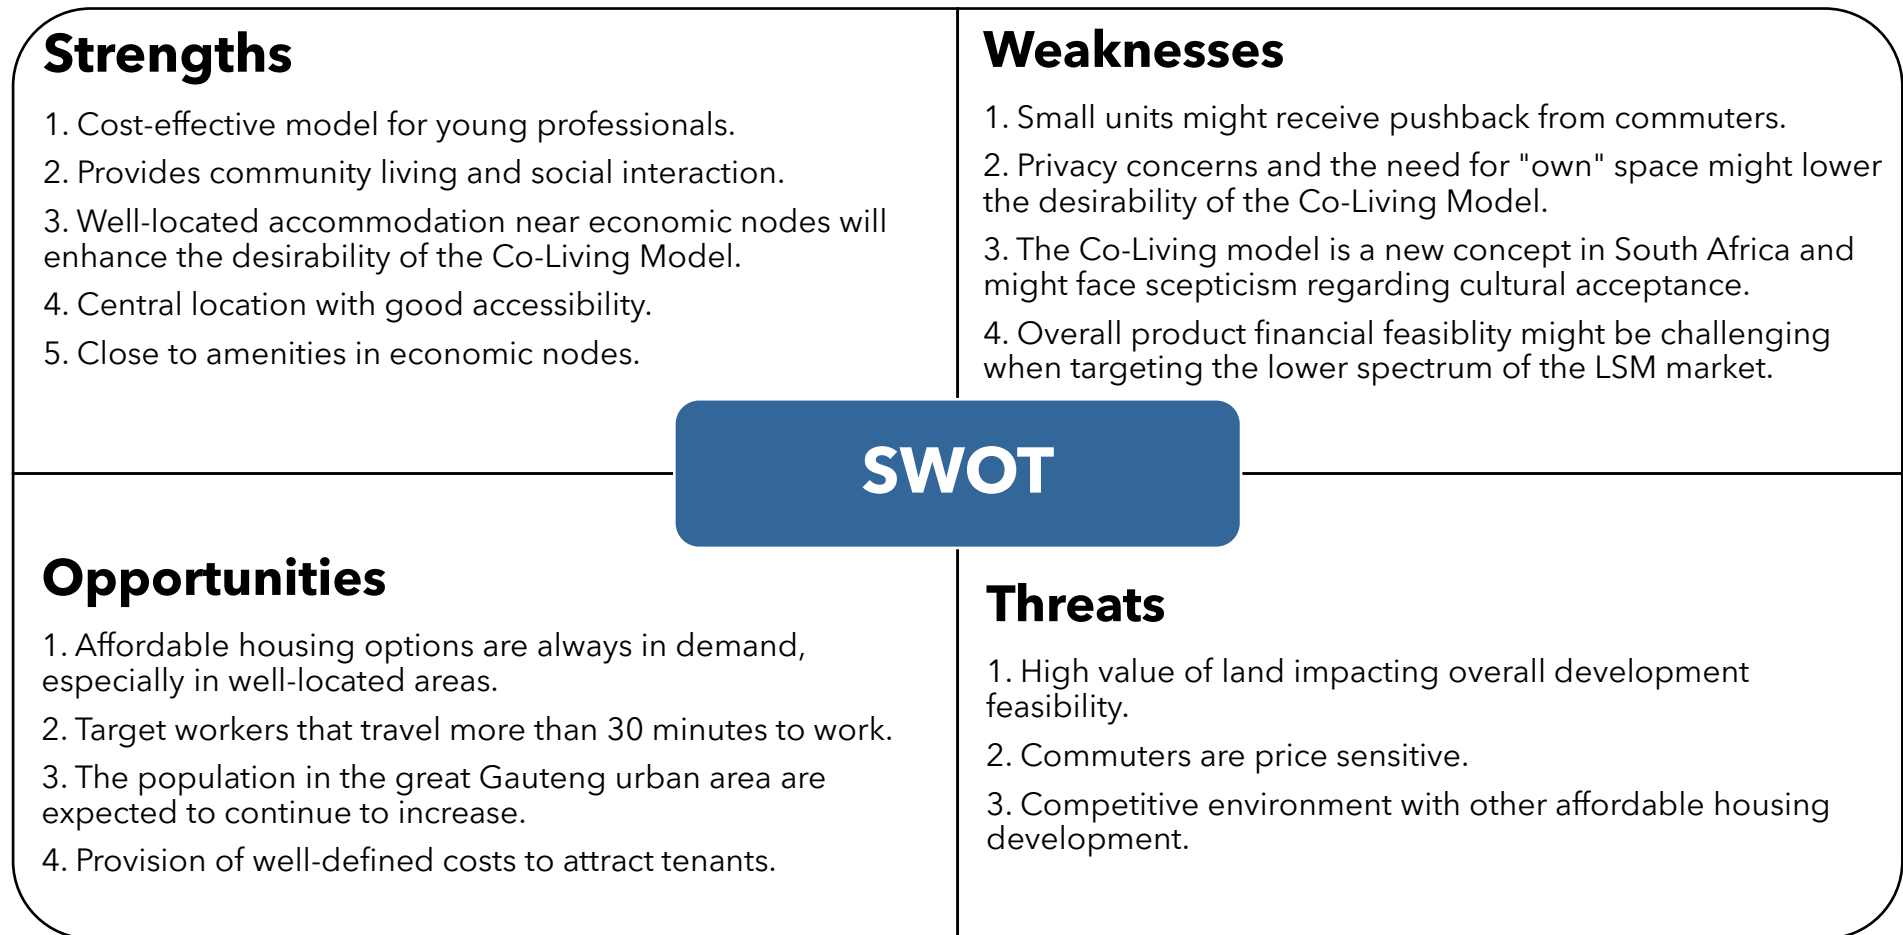 Strengths
1. Cost-effective model for young professionals.
2. Provides community living and social interaction.
3. Well-located accommodation near economic nodes will
enhance the desirability of the Co-Living Model.
4. Central location with good accessibility.
5. Close to amenities in economic nodes.
Weaknesses
1. Small units might receive pushback from commuters.
2. Privacy concerns and the need for "own" space might lower
the desirability of the Co-Living Model.
3. The Co-Living model is a new concept in South Africa and
might face scepticism regarding cultural acceptance.
4. Overall product financial feasiblity might be challenging
when targeting the lower spectrum of the LSM market.
SWOT
Opportunities
1. Affordable housing options are always in demand,
especially in well-located areas.
2. Target workers that travel more than 30 minutes to work.
3. The population in the great Gauteng urban area are
expected to continue to increase.
4. Provision of well-defined costs to attract tenants.
Threats
1. High value of land impacting overall development
feasibility.
2. Commuters are price sensitive.
3. Competitive environment with other affordable housing
development.